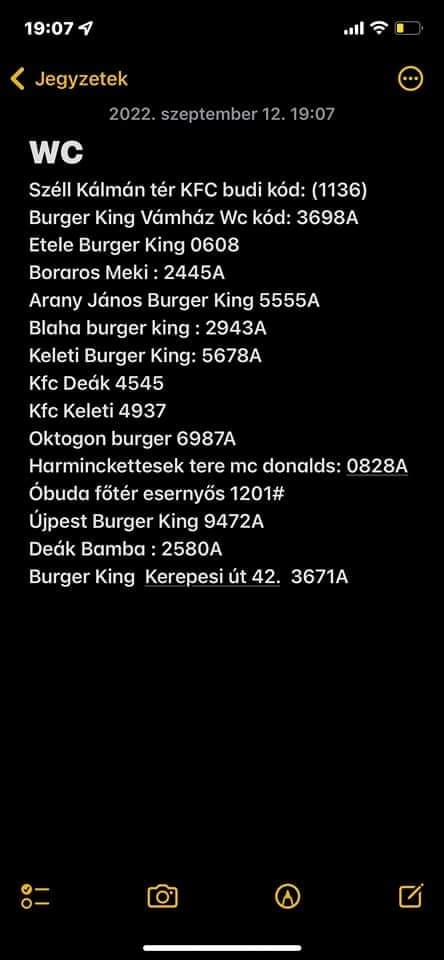 19:07
Jegyzetek
2022. szeptember 12. 19:07
WC
Széll Kálmán tér KFC budi kód: (1136)
Burger King Vámház Wc kód: 3698A
Etele Burger King 0608
Boraros Meki : 2445A
Arany János Burger King 5555A
Blaha burger king : 2943A
Keleti Burger King: 5678A
Kfc Deák 4545
Kfc Keleti 4937
Oktogon burger 6987A
Harminckettesek tere mc donalds: 0828A
Óbuda főtér esernyős 1201#
Újpest Burger King 9472A
Deák Bamba : 2580A
Burger King Kerepesi út 42. 3671A